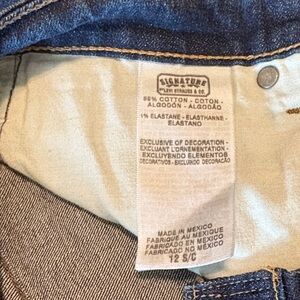 SIGNATURE
BY
LEVI STRAUSS & CO.
99% COTTON - COTON -
ALGODÓN - ALGODÃO
1% ELASTANE - ELASTHANNE -
ELASTANO
EXCLUSIVE OF DECORATION -
EXCLUANT L'ORNEMENTATION -
EXCLUYENDO ELEMENTOS
DECORATIVOS - EXCLUINDO DECORAÇÃO
MADE IN MEXICO
FABRIQUÉ AU MEXIQUE
FABRICADO EN MÉXICO
FABRICADO NO MÉXICO
12 S/C